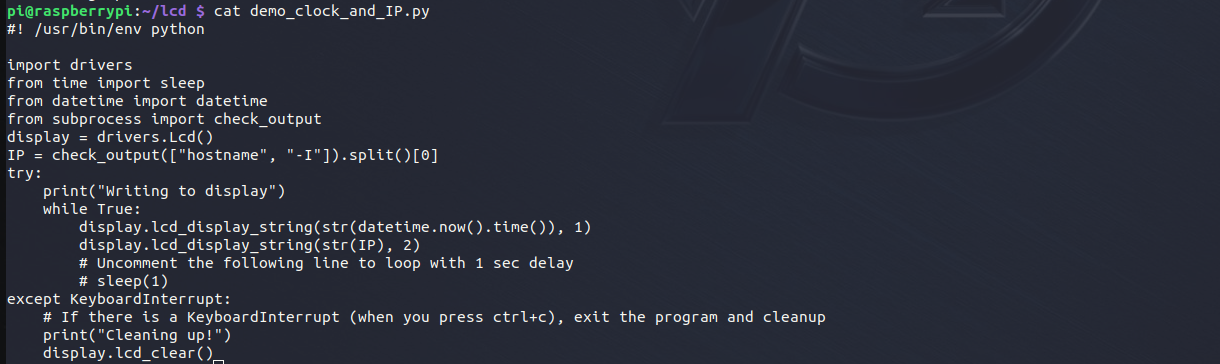 pi@raspberrypi:~/lcd $ cat demo_clock_and_IP.py
#! /usr/bin/env python

import drivers
from time import sleep
from datetime import datetime
from subprocess import check_output
display = drivers.Lcd()
IP = check_output(["hostname", "-I"]).split()[0]
try:
    print("Writing to display")
    while True:
        display.lcd_display_string(str(datetime.now().time()), 1)
        display.lcd_display_string(str(IP), 2)
        # Uncomment the following line to loop with 1 sec delay
        # sleep(1)
except KeyboardInterrupt:
    # If there is a KeyboardInterrupt (when you press ctrl+c), exit the program and cleanup
    print("Cleaning up!")
    display.lcd_clear()